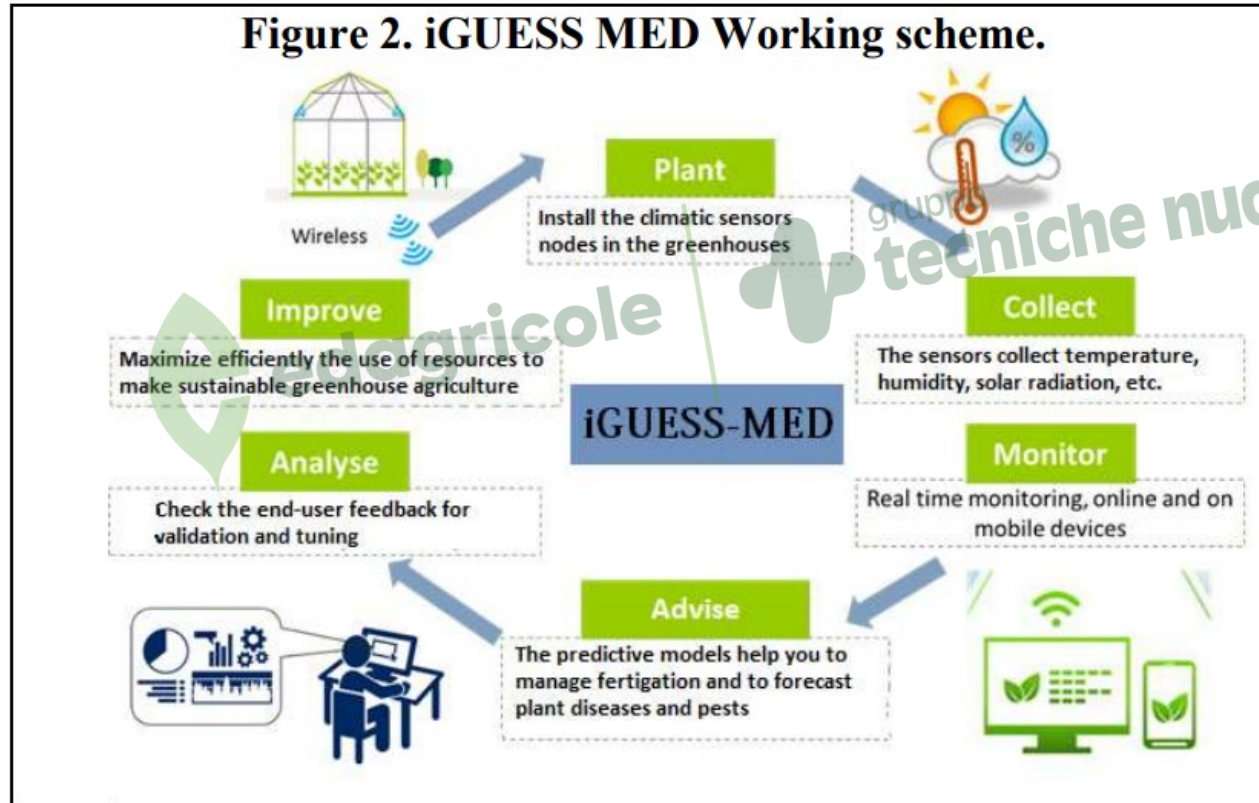 Figure 2. iGUESS MED Working scheme.
Wireless
Plant
Install the climatic sensors
nodes in the greenhouses
%
Collect
The sensors collect temperature,
humidity, solar radiation, etc.
Monitor
Real time monitoring, online and on
mobile devices
Advise
The predictive models help you to
manage fertigation and to forecast
plant diseases and pests
Analyse
Check the end-user feedback for
validation and tuning
Improve
Maximize efficiently the use of resources to
make sustainable greenhouse agriculture
iGUESS-MED
edagricole
tecniche